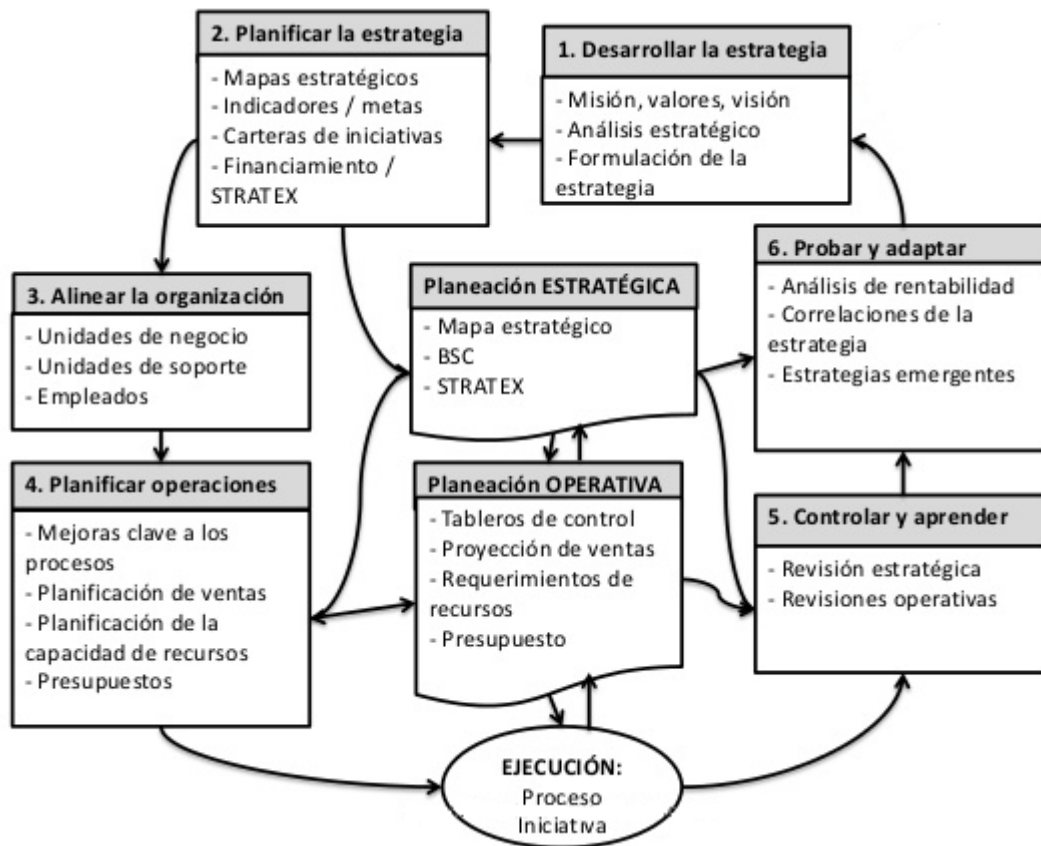 2. Planificar la estrategia
- Mapas estratégicos
- Indicadores / metas
- Carteras de iniciativas
- Financiamiento /
STRATEX
1. Desarrollar la estrategia
- Misión, valores, visión
- Análisis estratégico
- Formulación de la
estrategia
3. Alinear la organización
- Unidades de negocio
- Unidades de soporte
- Empleados
Planeación ESTRATÉGICA
- Mapa estratégico
- BSC
- STRATEX
6. Probar y adaptar
- Análisis de rentabilidad
- Correlaciones de la
estrategia
- Estrategias emergentes
4. Planificar operaciones
- Mejoras clave a los
procesos
- Planificación de ventas
- Planificación de la
capacidad de recursos
- Presupuestos
Planeación OPERATIVA
- Tableros de control
- Proyección de ventas
- Requerimientos de
recursos
- Presupuesto
5. Controlar y aprender
- Revisión estratégica
- Revisiones operativas
EJECUCIÓN:
Proceso
Iniciativa